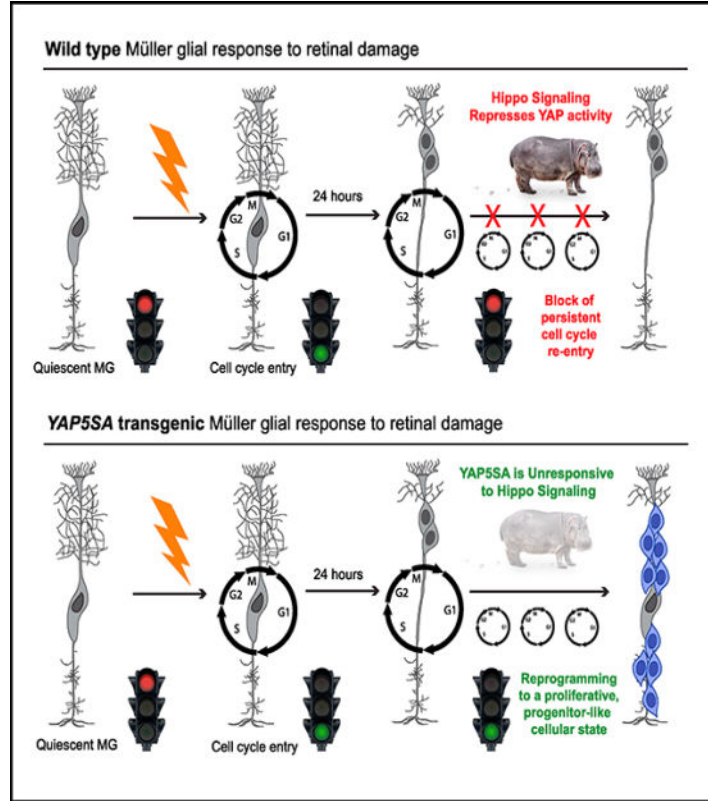 Wild type Müller glial response to retinal damage
Hippo Signaling
Represses YAP activity
24 hours
M
G2
G1
S
M
G2
G1
S
X X X
Block of
persistent
cell cycle
re-entry
Quiescent MG
Cell cycle entry
YAP5SA transgenic Müller glial response to retinal damage
YAP5SA is Unresponsive
to Hippo Signaling
24 hours
M
G2
G1
S
M
G2
G1
S
Reprogramming
to a proliferative,
progenitor-like
cellular state
Quiescent MG
Cell cycle entry